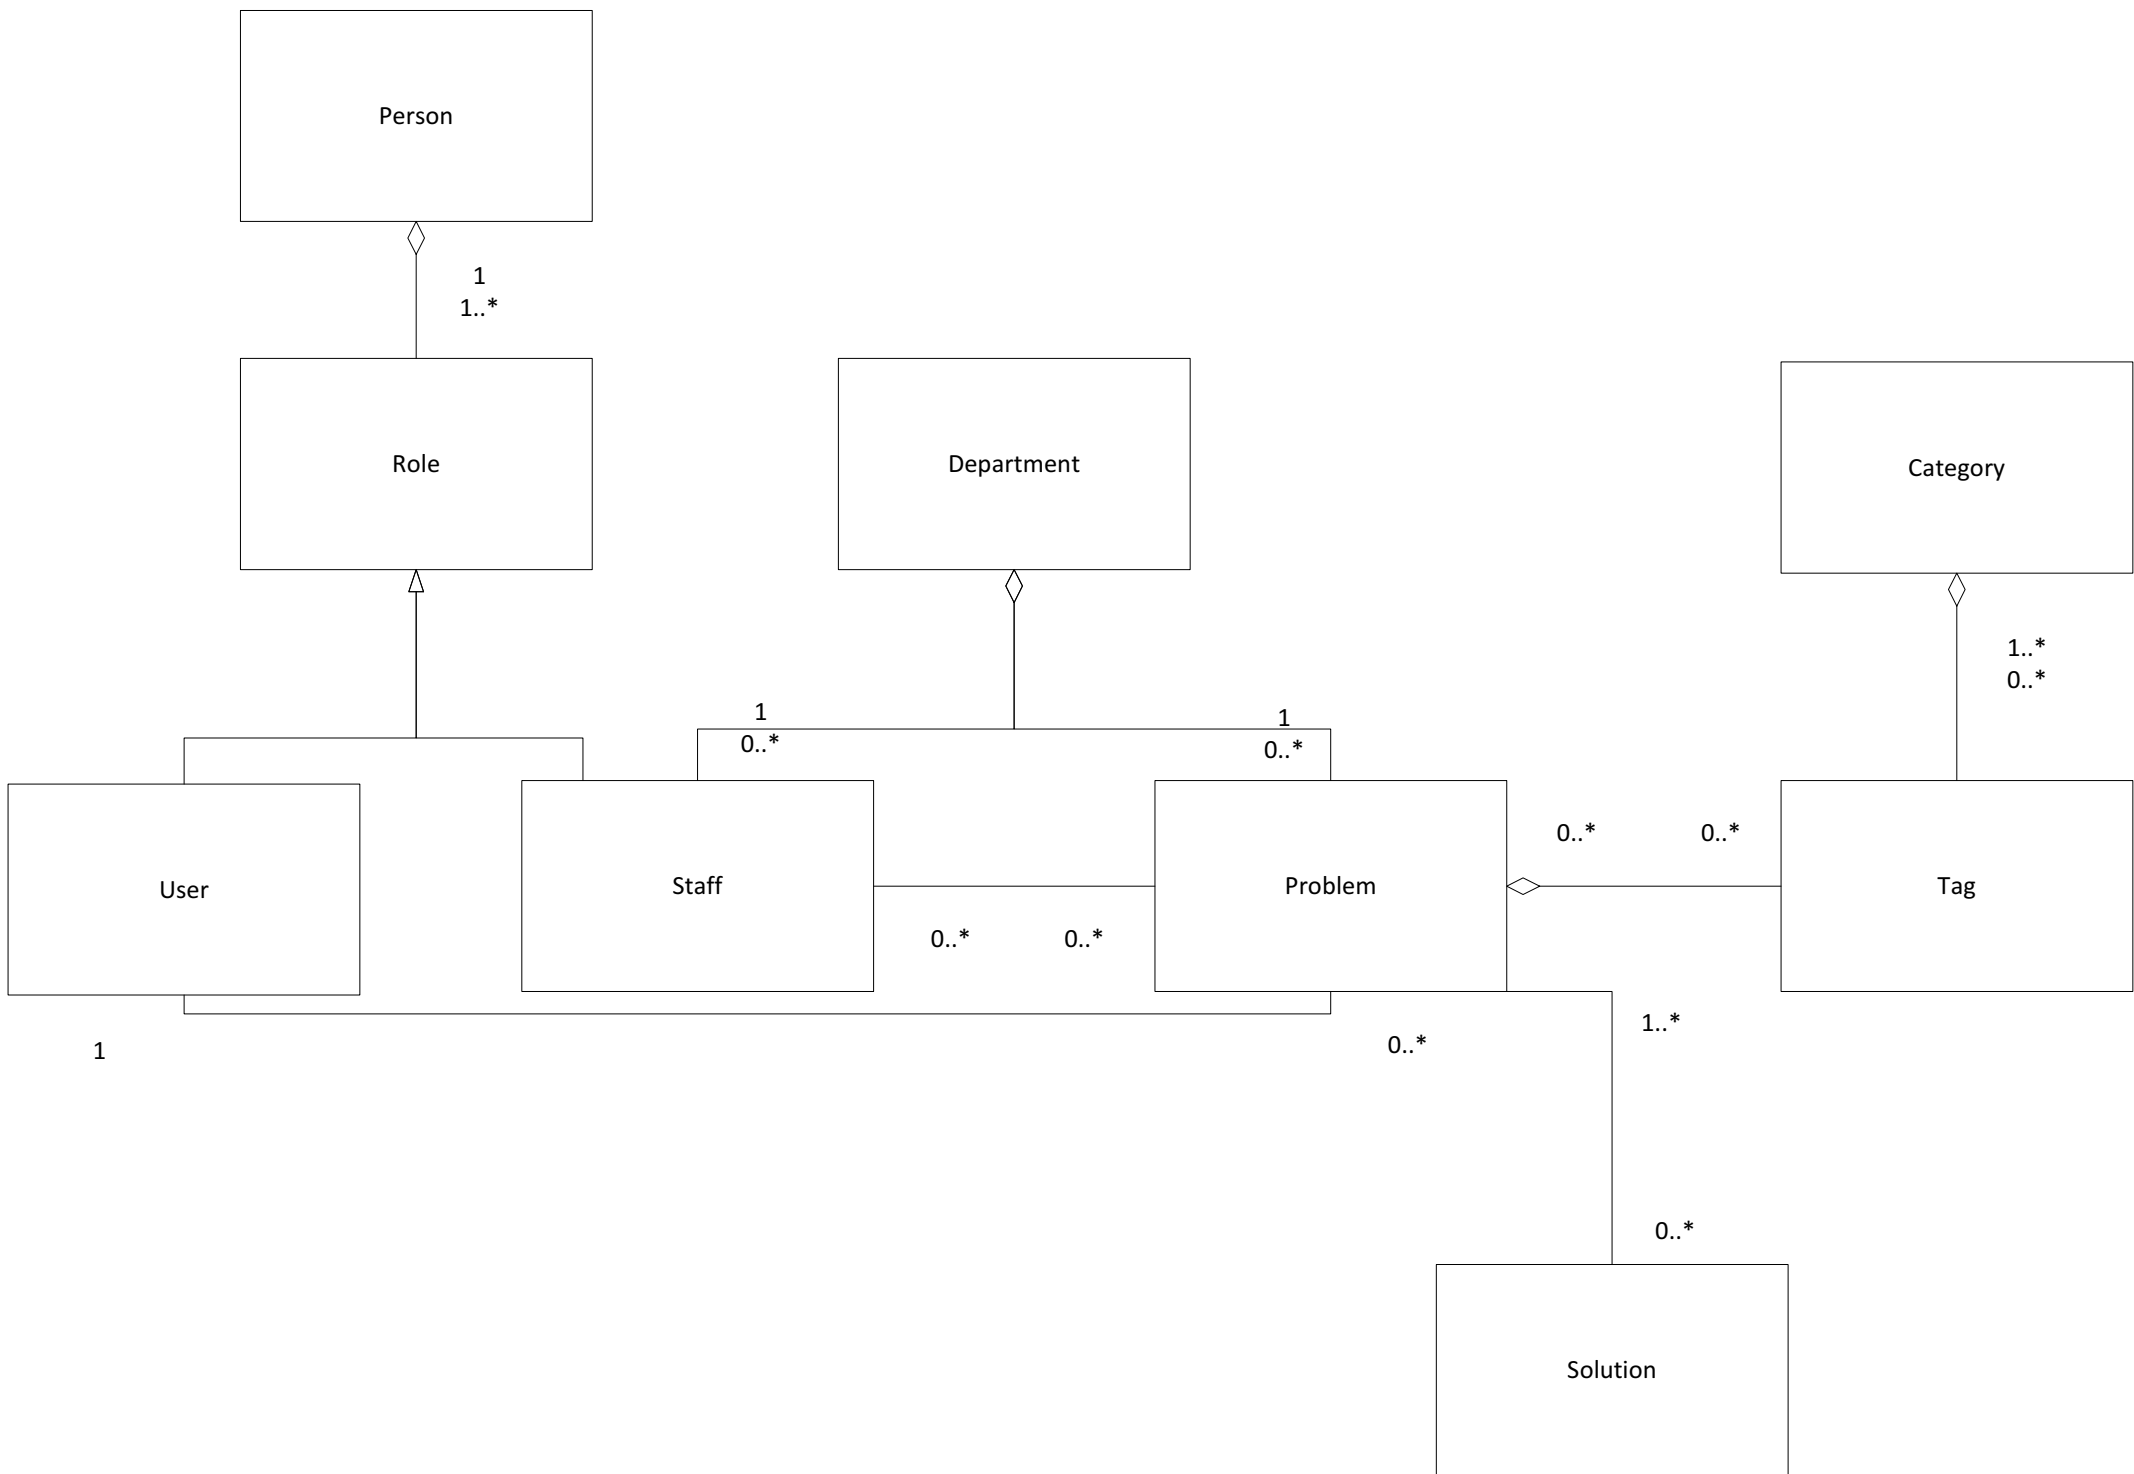 Person
1
1..*
Role
Department
Category
1..*
0..*
1
0..*
1
0..*
User
Staff
Problem
Tag
0..*
0..*
0..*
0..*
1
0..*
1..*
0..*
Solution